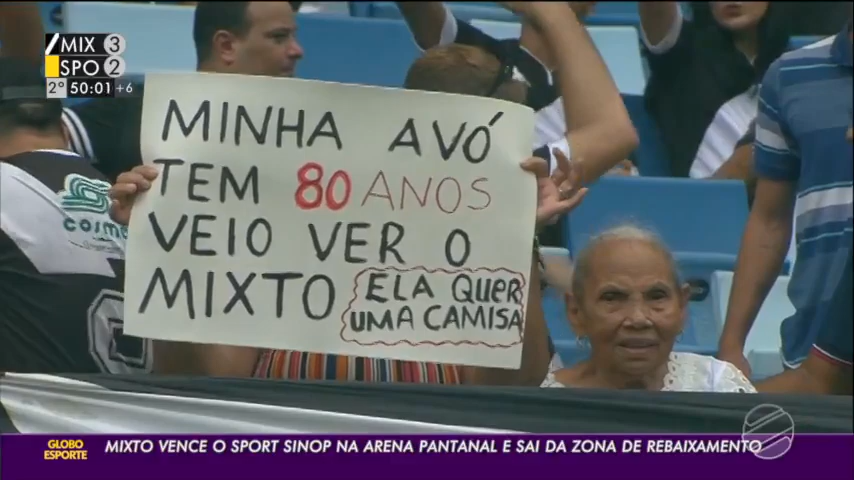 MIX 3
SPO 2
2º 50:01 +6
MINHA AVÓ
TEM 80 ANOS
VEIO VER O
MIXTO
ELA QUER
UMA CAMISA
GLOBO
ESPORTE
MIXTO VENCE O SPORT SINOP NA ARENA PANTANAL E SAI DA ZONA DE REBAIXAMENTO